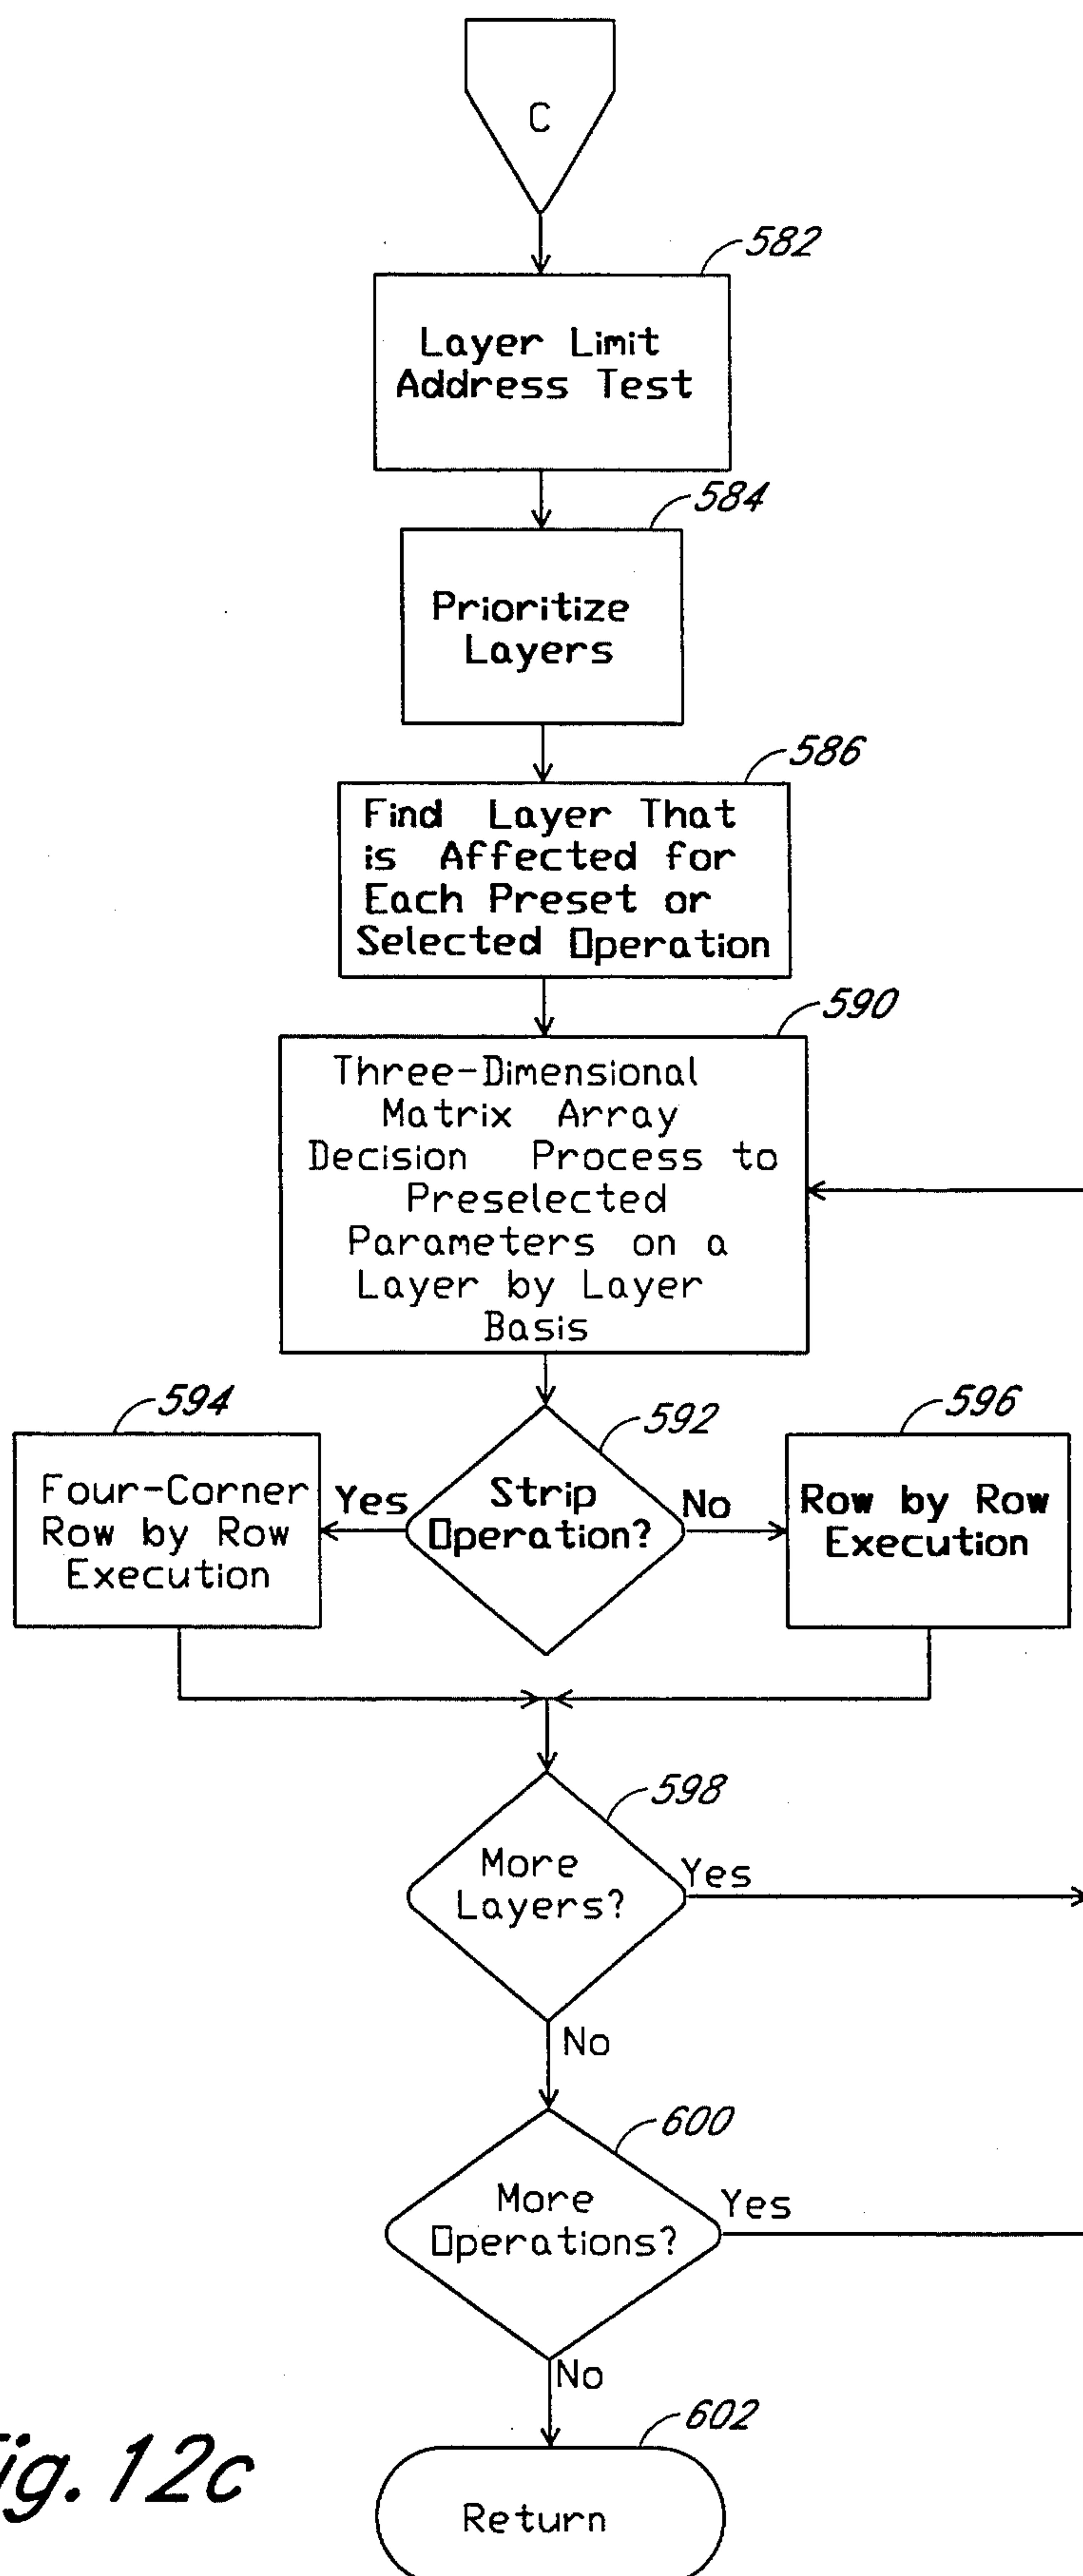 C
582
Layer Limit
Address Test
584
Prioritize
Layers
586
Find Layer That
is Affected for
Each Preset or
Selected Operation
590
Three-Dimensional
Matrix Array
Decision Process to
Preselected
Parameters on a
Layer by Layer
Basis
594
Four-Corner
Row by Row
Execution
Yes
592
Strip
Operation?
No
596
Row by Row
Execution
598
More
Layers?
Yes
No
600
More
Operations?
Yes
No
602
Return
ig. 12c